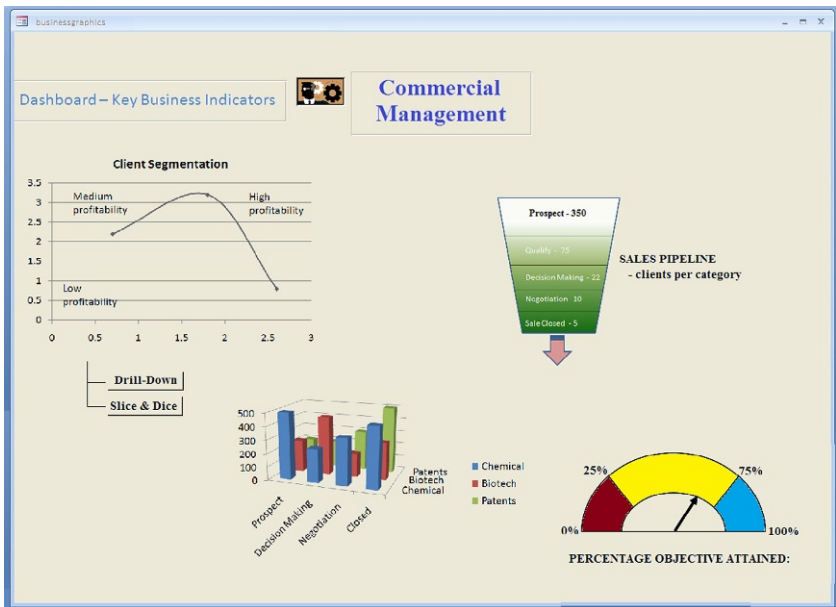 businessgraphics
Dashboard – Key Business Indicators
Commercial
Management
Client Segmentation
3.5
3
2.5
2
1.5
1
0.5
0
0
0.5
1
1.5
2
2.5
3
Medium
profitability
High
profitability
Low
profitability
Drill-Down
Slice & Dice
Prospect - 350
Qualify - 75
Decision Making - 22
Negotiation 10
Sale Closed - 5
SALES PIPELINE
- clients per category
500
400
300
200
100
0
Prospect
Decision Making
Negotiation
Closed
Patents
Biotech
Chemical
Chemical
Biotech
Patents
0%
25%
75%
100%
PERCENTAGE OBJECTIVE ATTAINED: